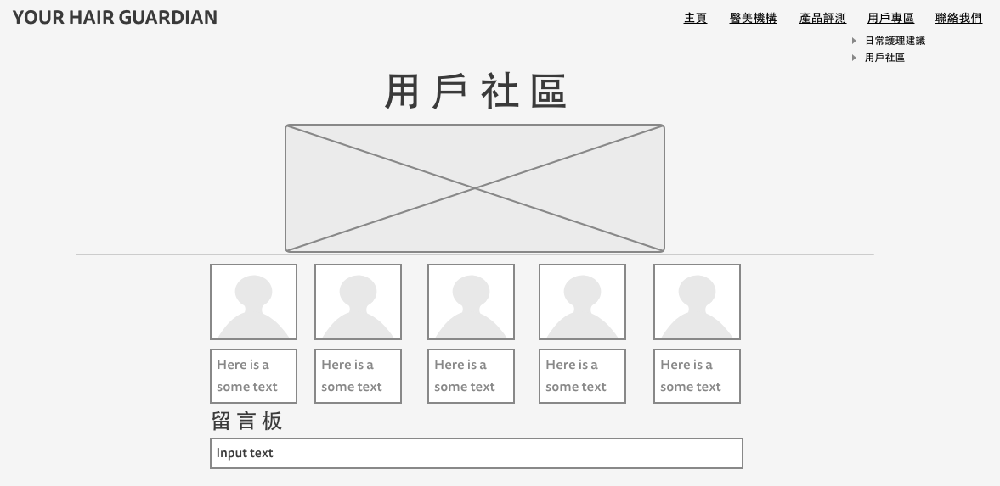 YOUR HAIR GUARDIAN
主頁 醫美機構 產品評測 用戶專區 聯絡我們
日常護理建議
用戶社區
用戶社區
Here is a some text
Here is a some text
Here is a some text
Here is a some text
Here is a some text
留言板
Input text